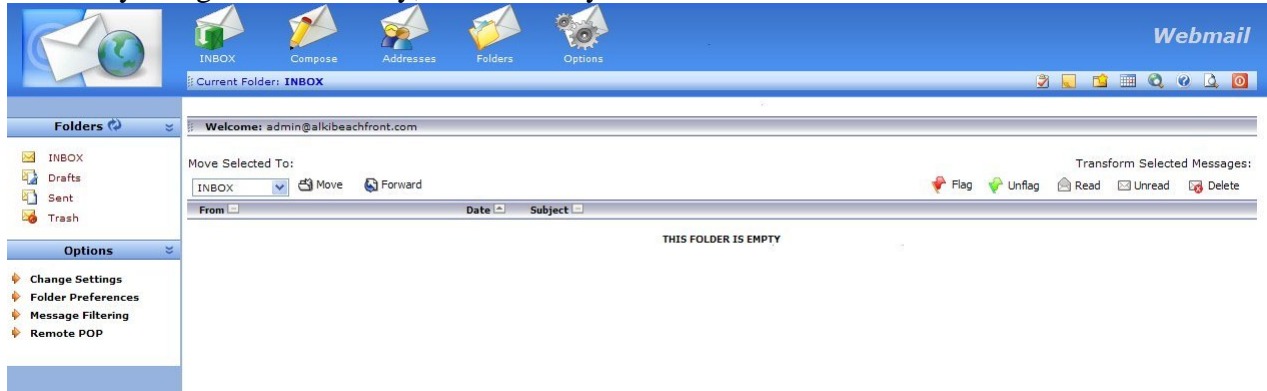 INBOX Compose Addresses Folders Options
Webmail
Current Folder: INBOX
Folders
INBOX
Drafts
Sent
Trash
Options
Change Settings
Folder Preferences
Message Filtering
Remote POP
Welcome: admin@alkibeachfront.com
Move Selected To:
Transform Selected Messages:
INBOX Move Forward
Flag Unflag Read Unread Delete
From Date Subject
THIS FOLDER IS EMPTY